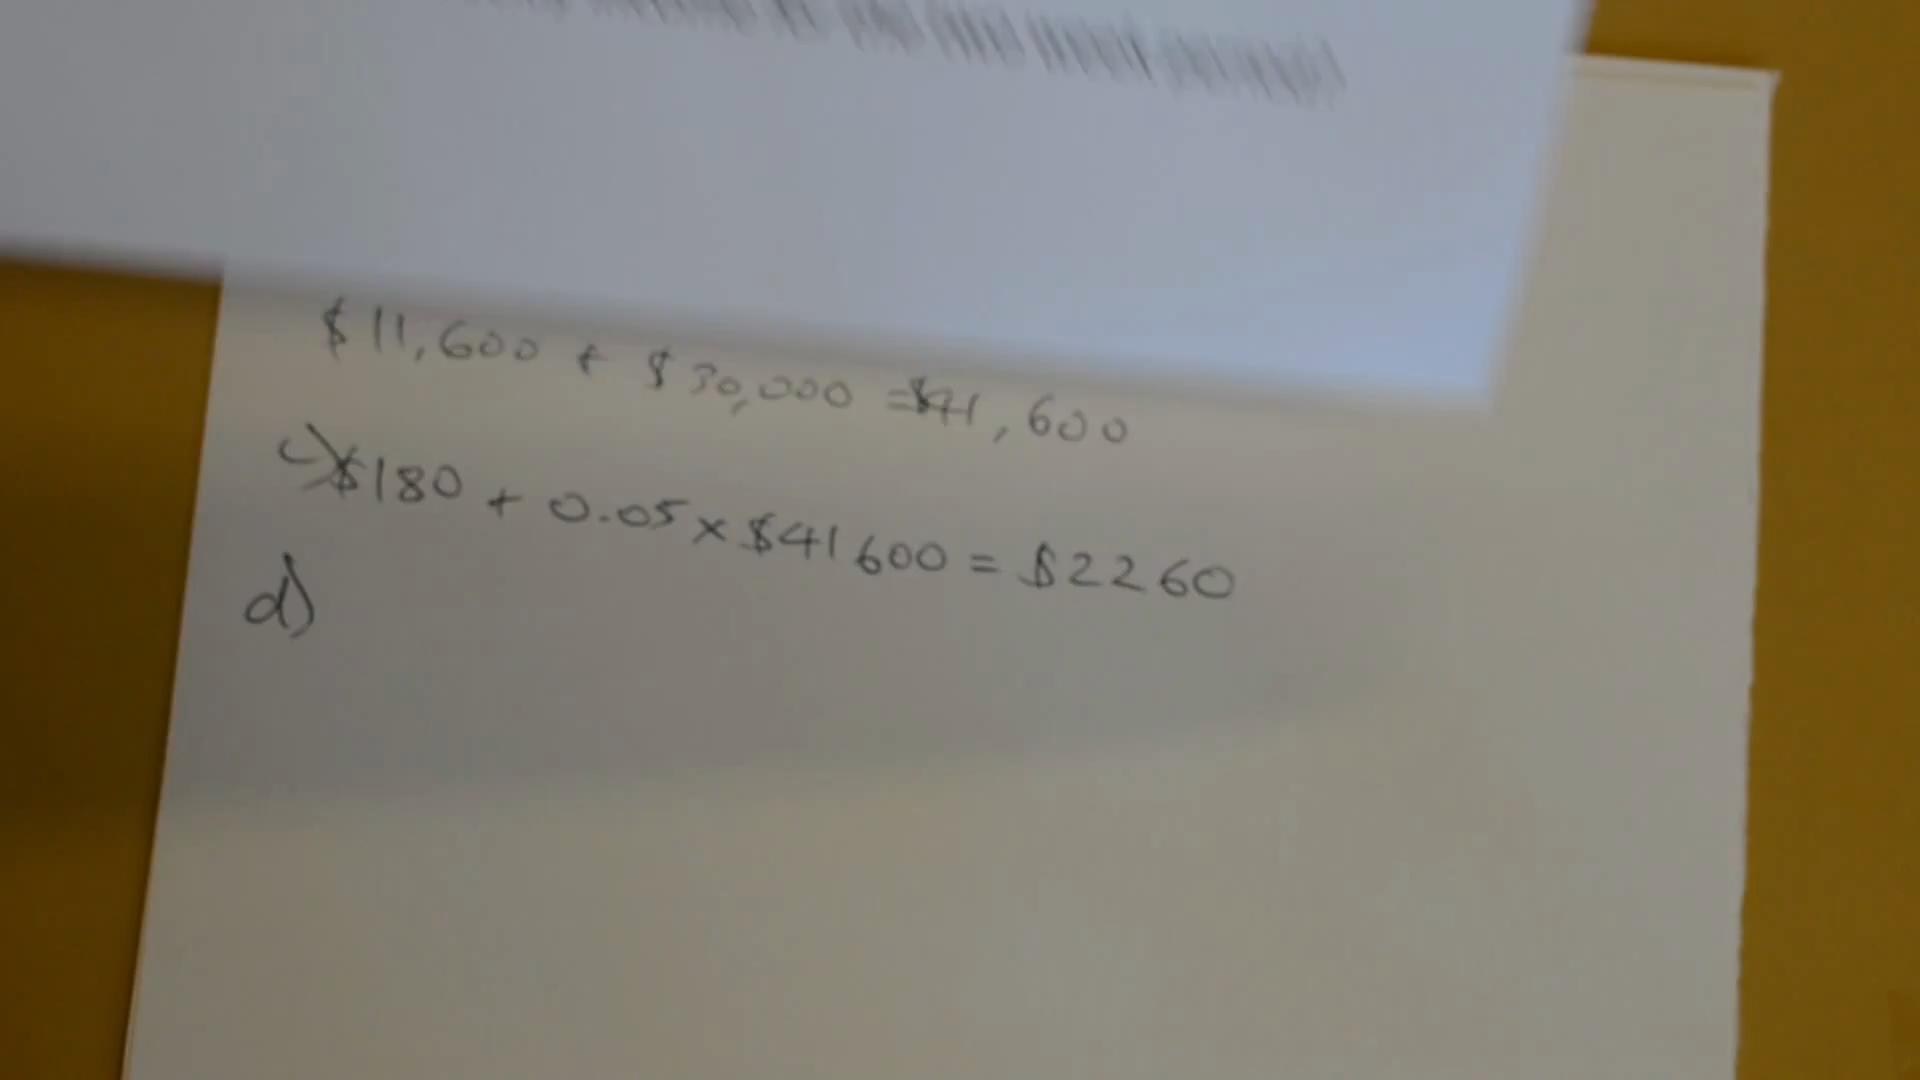 $11,600 + $30,000 = $41,600
c) $180 + 0.05 × $41600 = $2260
d)